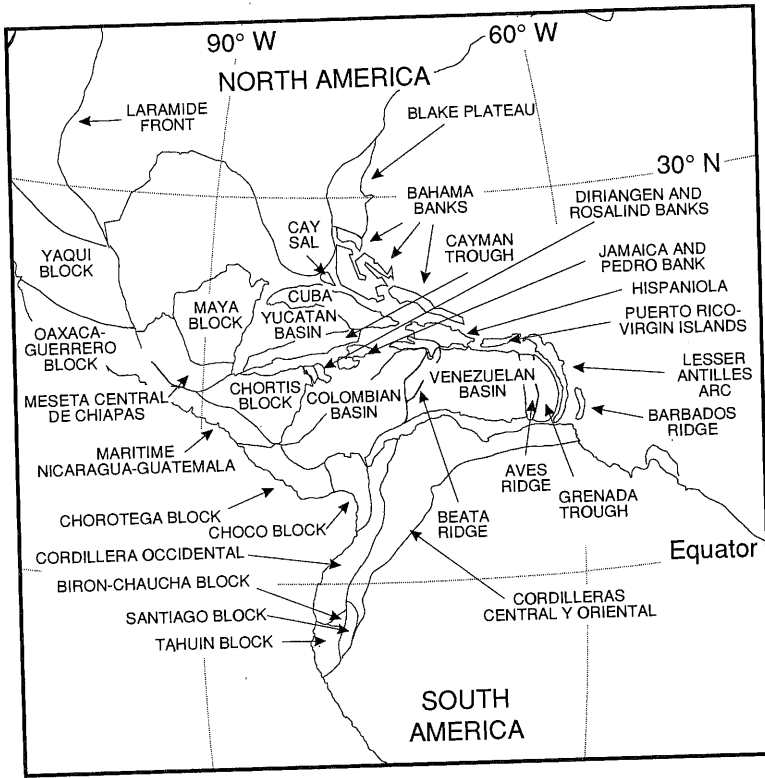 90° W
60° W
NORTH AMERICA
LARAMIDE
FRONT
BLAKE PLATEAU
30° N
BAHAMA
BANKS
DIRIANGEN AND
ROSALIND BANKS
CAY
SAL
CAYMAN
TROUGH
YAQUI
BLOCK
JAMAICA AND
PEDRO BANK
HISPANIOLA
CUBA
MAYA
BLOCK
YUCATAN
BASIN
PUERTO RICO-
VIRGIN ISLANDS
OAXACA-
GUERRERO
BLOCK
LESSER
ANTILLES
ARC
MESETA CENTRAL
DE CHIAPAS
CHORTIS
BLOCK
COLOMBIAN
BASIN
VENEZUELAN
BASIN
BARBADOS
RIDGE
MARITIME
NICARAGUA-GUATEMALA
AVES
RIDGE
GRENADA
TROUGH
CHOROTEGA BLOCK
CHOCO BLOCK
BEATA
RIDGE
CORDILLERA OCCIDENTAL
Equator
BIRON-CHAUCHA BLOCK
CORDILLERAS
CENTRAL Y ORIENTAL
SANTIAGO BLOCK
TAHUIN BLOCK
SOUTH
AMERICA